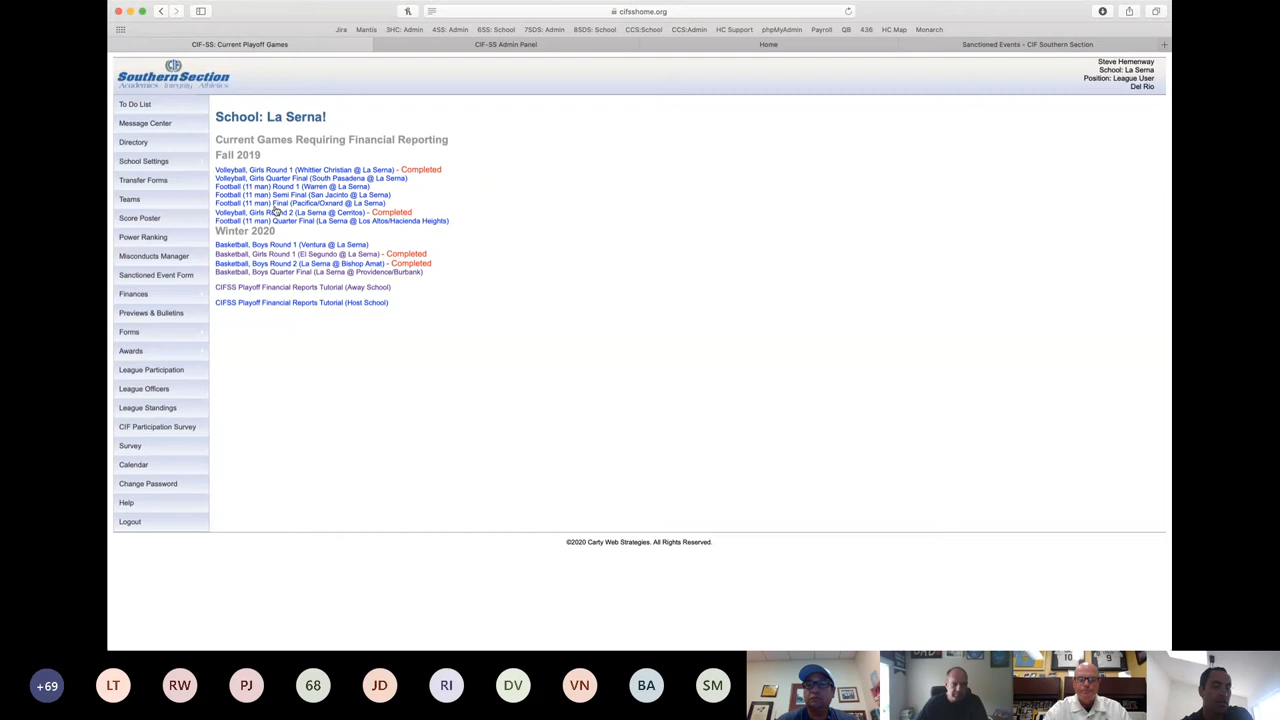 cifsshome.org
Jira Mantis 3HC: Admin 4SS: Admin 6SS: School 7SDS: Admin 8SDS: School CCS:School CCS:Admin HC Support phpMyAdmin Payroll QB 436 HC Map Monarch
CIF-SS: Current Playoff Games CIF-SS Admin Panel Home Sanctioned Events - CIF Southern Section
CIF
Southern Section
Academics Integrity Athletics
Steve Hemenway
School: La Serna
Position: League User
Del Rio
To Do List
Message Center
Directory
School Settings
Transfer Forms
Teams
Score Poster
Power Ranking
Misconducts Manager
Sanctioned Event Form
Finances
Previews & Bulletins
Forms
Awards
League Participation
League Officers
League Standings
CIF Participation Survey
Survey
Calendar
Change Password
Help
Logout
School: La Serna!
Current Games Requiring Financial Reporting
Fall 2019
Volleyball, Girls Round 1 (Whittier Christian @ La Serna) - Completed
Volleyball, Girls Quarter Final (South Pasadena @ La Serna)
Football (11 man) Round 1 (Warren @ La Serna)
Football (11 man) Semi Final (San Jacinto @ La Serna)
Football (11 man) Final (Pacifica/Oxnard @ La Serna)
Volleyball, Girls Round 2 (La Serna @ Cerritos) - Completed
Football (11 man) Quarter Final (La Serna @ Los Altos/Hacienda Heights)
Winter 2020
Basketball, Boys Round 1 (Ventura @ La Serna)
Basketball, Girls Round 1 (El Segundo @ La Serna) - Completed
Basketball, Boys Round 2 (La Serna @ Bishop Amat) - Completed
Basketball, Boys Quarter Final (La Serna @ Providence/Burbank)
CIFSS Playoff Financial Reports Tutorial (Away School)
CIFSS Playoff Financial Reports Tutorial (Host School)
©2020 Carty Web Strategies. All Rights Reserved.
+69 LT RW PJ 68 JD RI DV VN BA SM
10 9